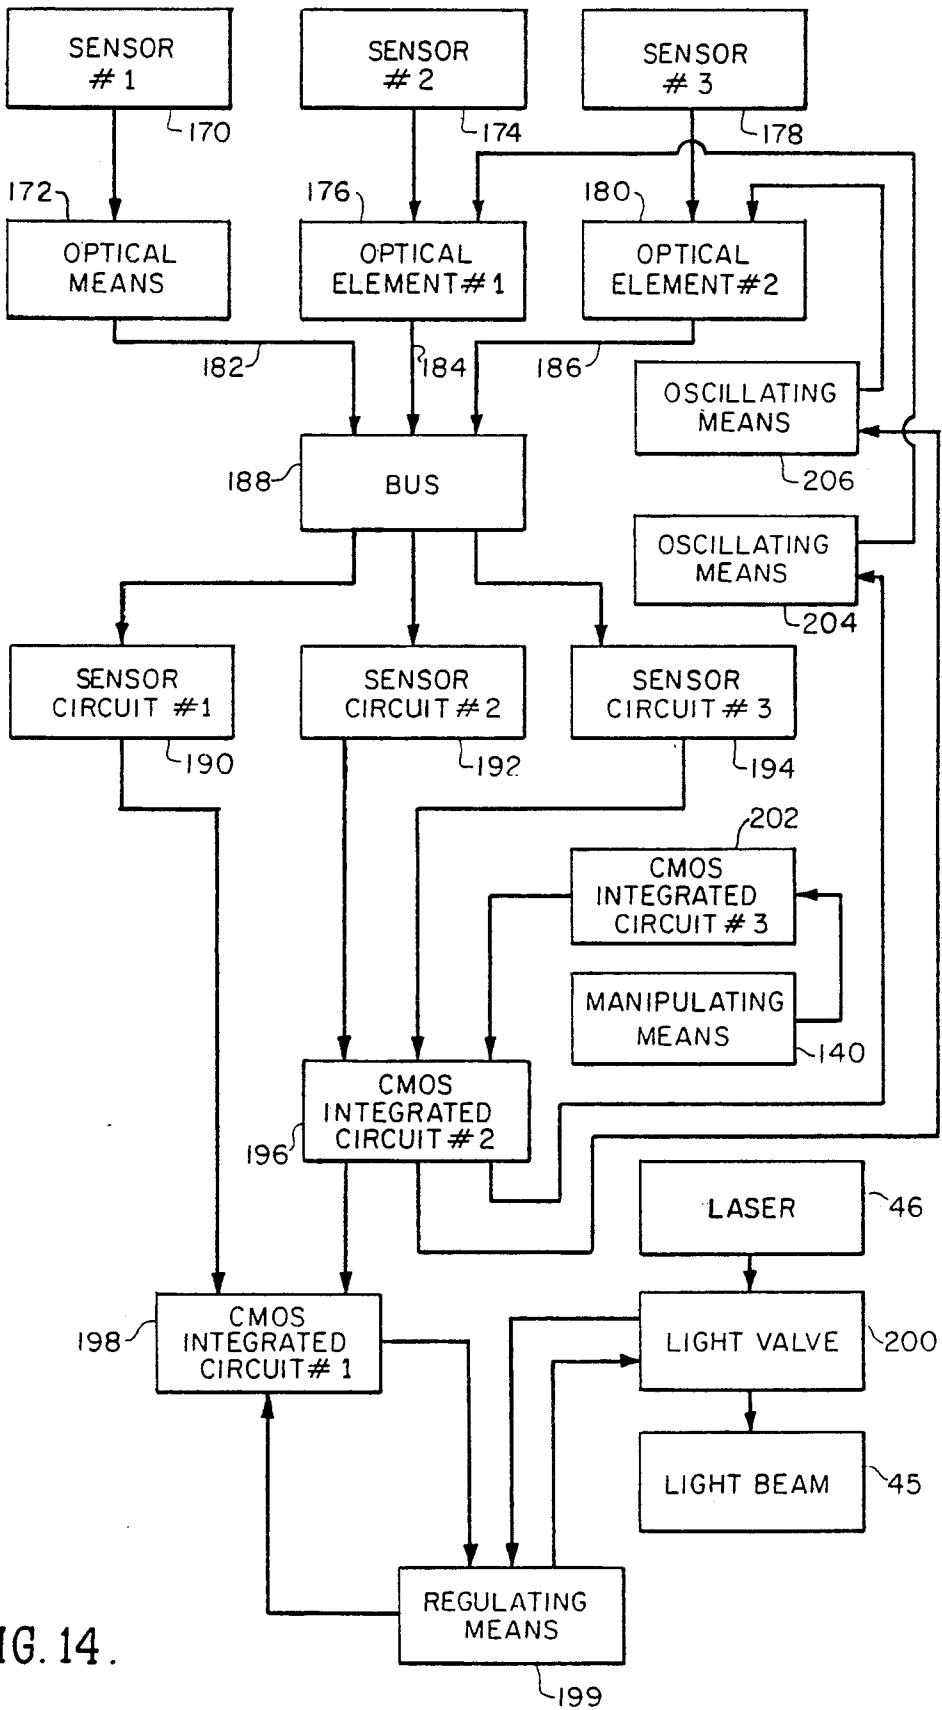 SENSOR
# 1
170
SENSOR
# 2
174
SENSOR
# 3
178
172
OPTICAL
MEANS
176
OPTICAL
ELEMENT # 1
180
OPTICAL
ELEMENT # 2
182
184
186
OSCILLATING
MEANS
206
188
BUS
OSCILLATING
MEANS
204
SENSOR
CIRCUIT # 1
190
SENSOR
CIRCUIT # 2
192
SENSOR
CIRCUIT # 3
194
202
CMOS
INTEGRATED
CIRCUIT # 3
MANIPULATING
MEANS
140
CMOS
INTEGRATED
CIRCUIT # 2
196
LASER
46
198
CMOS
INTEGRATED
CIRCUIT # 1
LIGHT VALVE
200
LIGHT BEAM
45
REGULATING
MEANS
199
IG. 14.